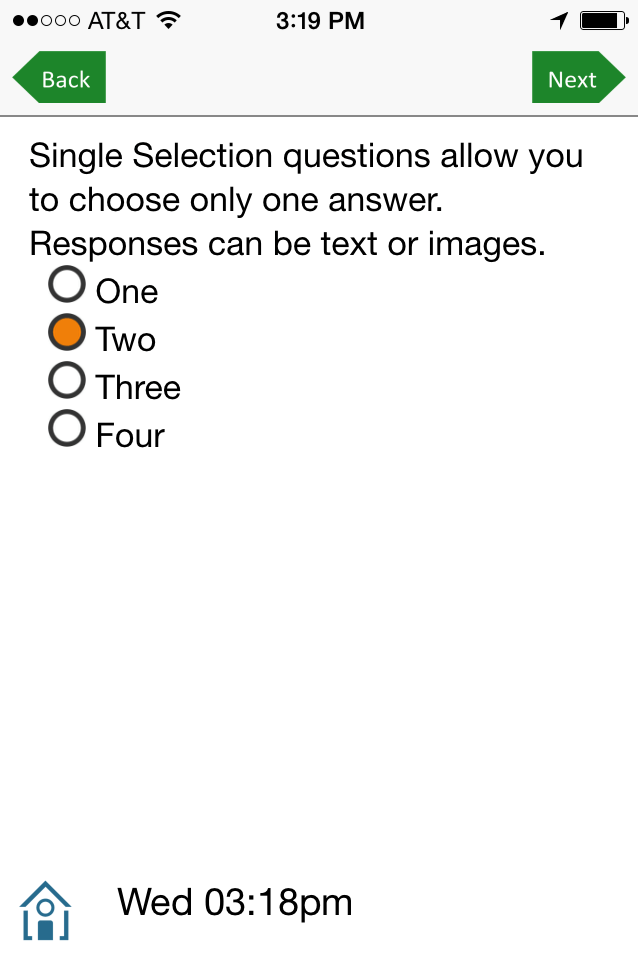 AT&T 3:19 PM
Back Next
Single Selection questions allow you
to choose only one answer.
Responses can be text or images.
One
Two
Three
Four
Wed 03:18pm